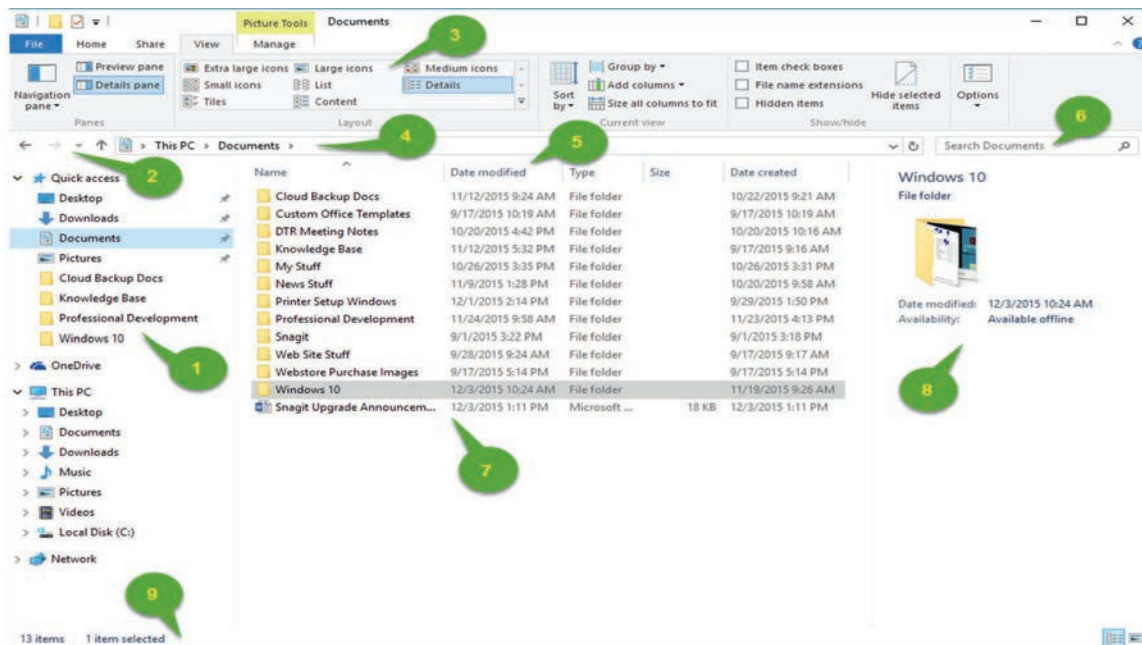 Picture Tools Documents
File Home Share View Manage
Preview pane
Details pane
Navigation pane
Panes
Extra large icons Large icons Medium icons
Small icons List Details
Tiles Content
Layout
Sort by
Group by
Add columns
Size all columns to fit
Current view
Item check boxes
File name extensions
Hidden items
Hide selected items
Show/hide
Options
3
This PC > Documents >
4
Search Documents
6
2
5
Quick access
Desktop
Downloads
Documents
Pictures
Cloud Backup Docs
Knowledge Base
Professional Development
Windows 10
1
OneDrive
This PC
Desktop
Documents
Downloads
Music
Pictures
Videos
Local Disk (C:)
Network
Name Date modified Type Size Date created
Cloud Backup Docs 11/12/2015 9:24 AM File folder 10/22/2015 9:21 AM
Custom Office Templates 9/17/2015 10:19 AM File folder 9/17/2015 10:19 AM
DTR Meeting Notes 10/20/2015 4:42 PM File folder 10/20/2015 10:16 AM
Knowledge Base 11/12/2015 5:32 PM File folder 9/17/2015 9:16 AM
My Stuff 10/26/2015 3:35 PM File folder 10/26/2015 3:31 PM
News Stuff 11/9/2015 1:28 PM File folder 10/20/2015 9:58 AM
Printer Setup Windows 12/1/2015 2:14 PM File folder 9/29/2015 1:50 PM
Professional Development 11/24/2015 9:58 AM File folder 11/23/2015 4:13 PM
Snagit 9/1/2015 3:22 PM File folder 9/1/2015 3:18 PM
Web Site Stuff 9/28/2015 9:24 AM File folder 9/17/2015 9:17 AM
Webstore Purchase Images 9/17/2015 5:14 PM File folder 9/17/2015 5:14 PM
Windows 10 12/3/2015 10:24 AM File folder 11/19/2015 9:26 AM
Snagit Upgrade Announcem... 12/3/2015 1:11 PM Microsoft ... 18 KB 12/3/2015 1:11 PM
7
Windows 10
File folder
Date modified: 12/3/2015 10:24 AM
Availability: Available offline
8
9
13 items 1 item selected